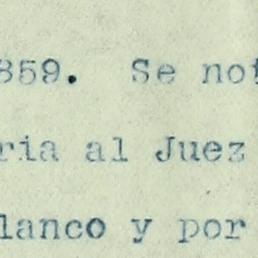 859. Se not
ria al Juez
lanco y por